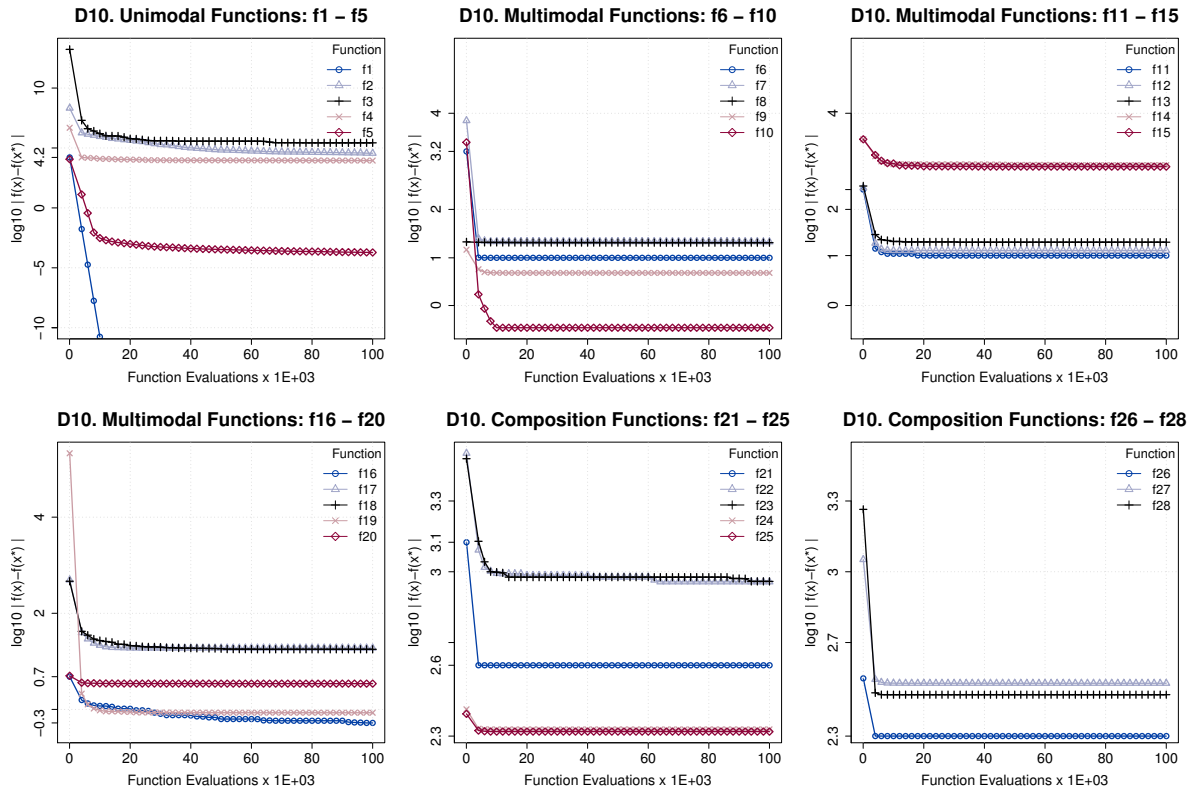 D10. Unimodal Functions: f1 − f5
log10 | f(x)−f(x*) |
10
4.2
0
−5
−10
Function
f1
f2
f3
f4
f5
0 20 40 60 80 100
Function Evaluations x 1E+03
D10. Multimodal Functions: f6 − f10
log10 | f(x)−f(x*) |
4
3.2
2
1
0
Function
f6
f7
f8
f9
f10
0 20 40 60 80 100
Function Evaluations x 1E+03
D10. Multimodal Functions: f11 − f15
log10 | f(x)−f(x*) |
4
2
1
0
Function
f11
f12
f13
f14
f15
0 20 40 60 80 100
Function Evaluations x 1E+03
D10. Multimodal Functions: f16 − f20
log10 | f(x)−f(x*) |
4
2
0.7
−0.3
Function
f16
f17
f18
f19
f20
0 20 40 60 80 100
Function Evaluations x 1E+03
D10. Composition Functions: f21 − f25
log10 | f(x)−f(x*) |
3.3
3.1
3
2.6
2.3
Function
f21
f22
f23
f24
f25
0 20 40 60 80 100
Function Evaluations x 1E+03
D10. Composition Functions: f26 − f28
log10 | f(x)−f(x*) |
3.3
3
2.7
2.3
Function
f26
f27
f28
0 20 40 60 80 100
Function Evaluations x 1E+03